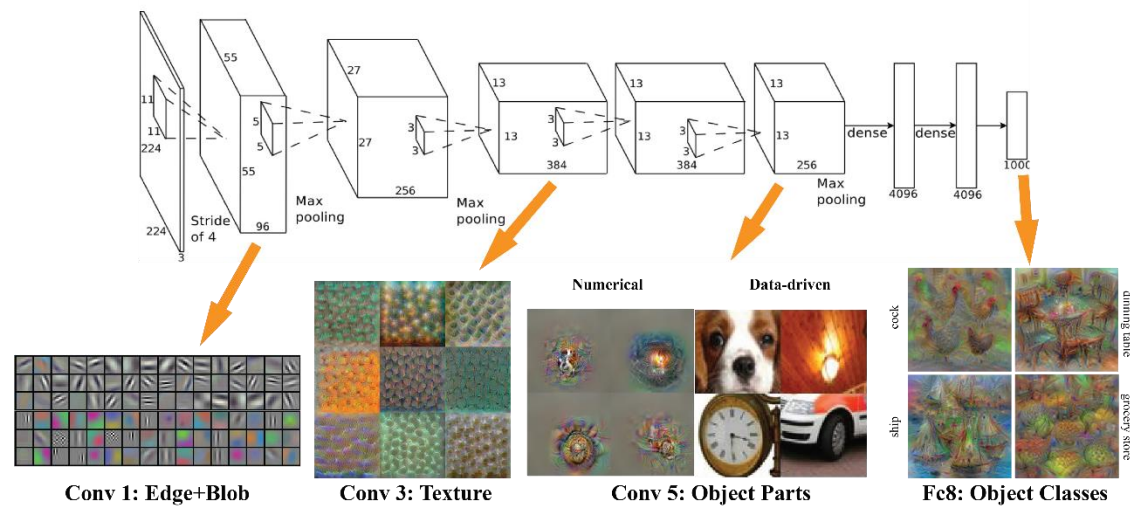 11
11
224
224
3
Stride
of 4
55
55
96
5
5
Max
pooling
27
27
256
3
3
Max
pooling
13
13
384
3
3
13
13
384
3
3
13
13
256
Max
pooling
dense
4096
dense
4096
1000
Numerical
Data-driven
cock
dining table
ship
grocery store
Conv 1: Edge+Blob
Conv 3: Texture
Conv 5: Object Parts
Fc8: Object Classes